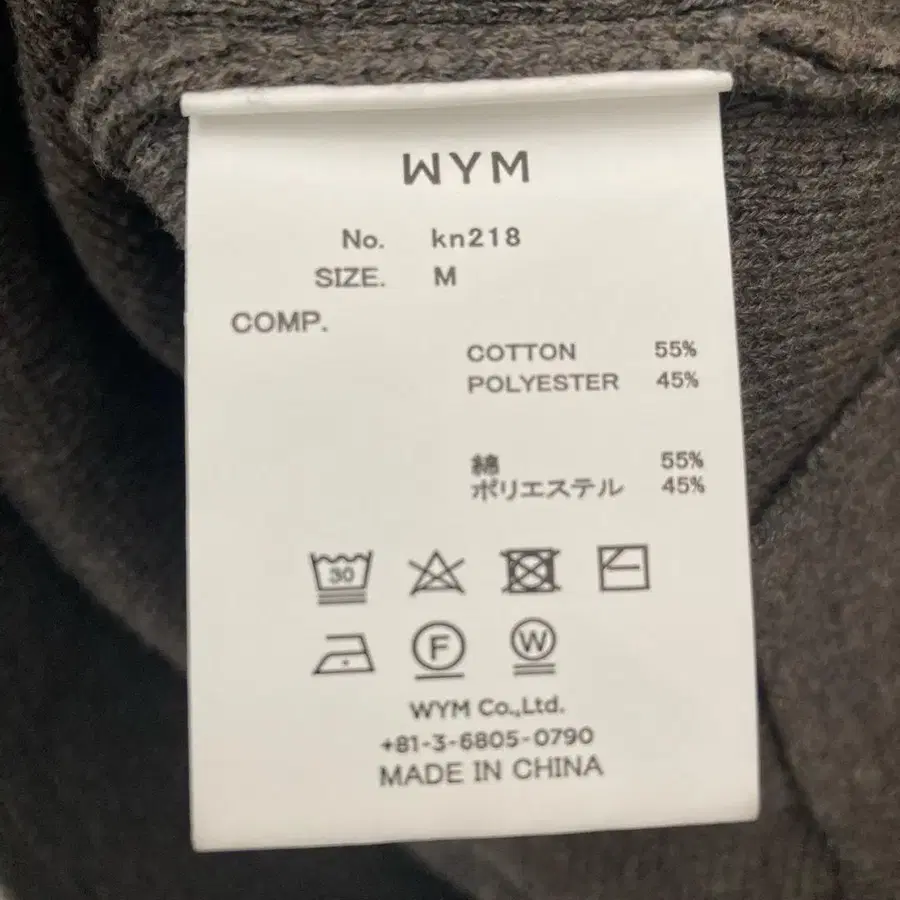 WYM
No. kn218
SIZE. M
COMP.
COTTON 55%
POLYESTER 45%
綿 55%
ポリエステル 45%
30
F W
WYM Co.,Ltd.
+81-3-6805-0790
MADE IN CHINA